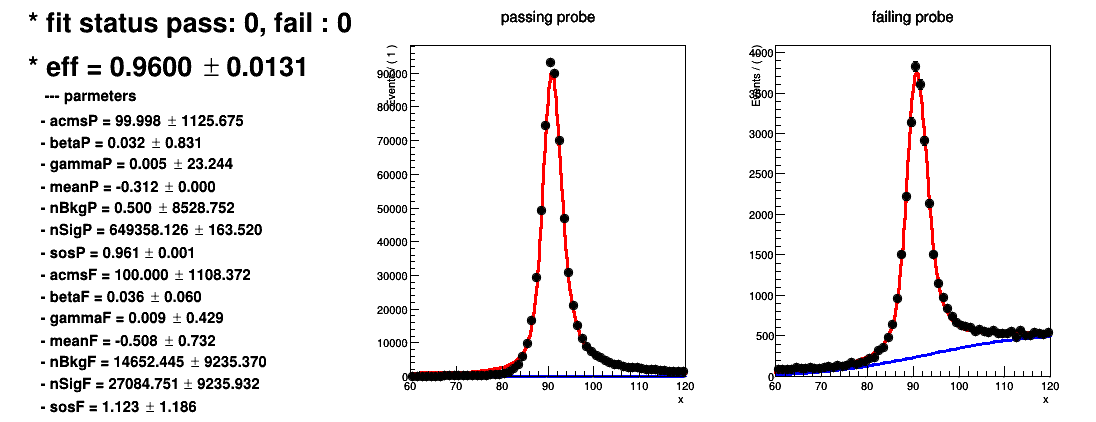 * fit status pass: 0, fail : 0
* eff = 0.9600 ± 0.0131
--- parmeters
- acmsP = 99.998 ± 1125.675
- betaP = 0.032 ± 0.831
- gammaP = 0.005 ± 23.244
- meanP = -0.312 ± 0.000
- nBkgP = 0.500 ± 8528.752
- nSigP = 649358.126 ± 163.520
- sosP = 0.961 ± 0.001
- acmsF = 100.000 ± 1108.372
- betaF = 0.036 ± 0.060
- gammaF = 0.009 ± 0.429
- meanF = -0.508 ± 0.732
- nBkgF = 14652.445 ± 9235.370
- nSigF = 27084.751 ± 9235.932
- sosF = 1.123 ± 1.186
passing probe
Events / ( 1 )
90000
80000
70000
60000
50000
40000
30000
20000
10000
0
60 70 80 90 100 110 120
x
failing probe
Events / ( 1 )
4000
3500
3000
2500
2000
1500
1000
500
0
60 70 80 90 100 110 120
x